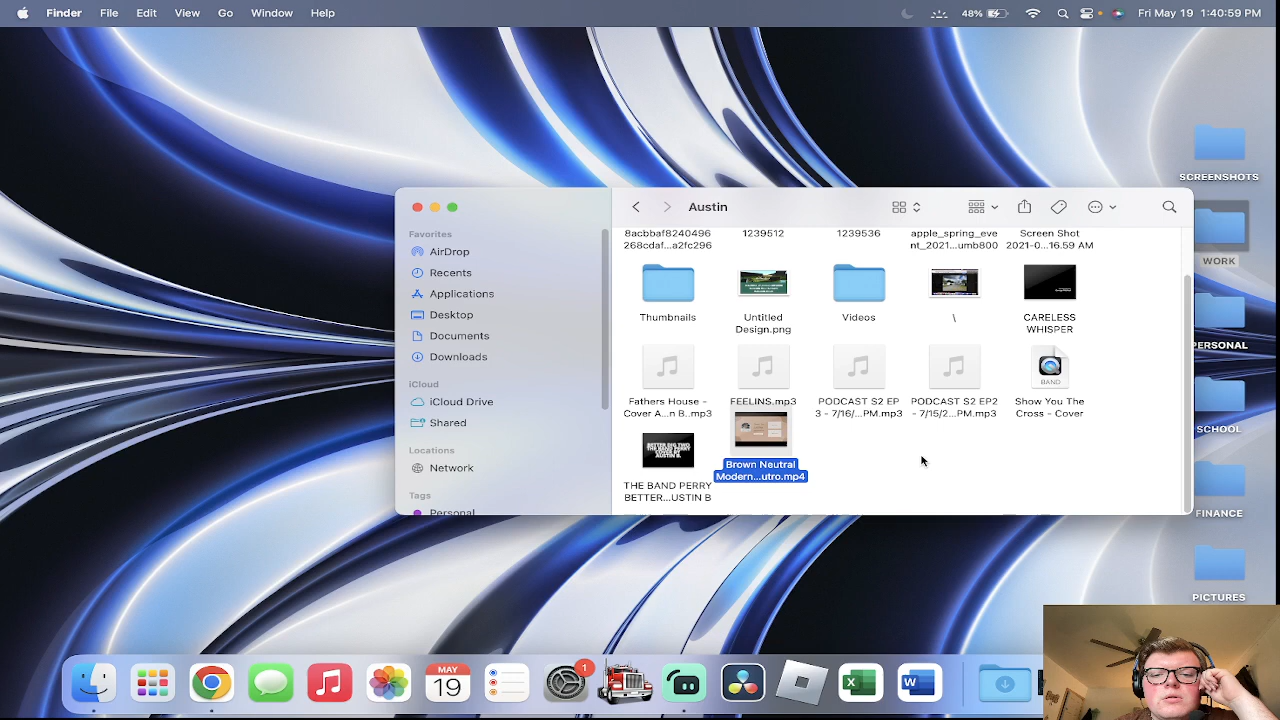 Finder File Edit View Go Window Help
48% Fri May 19 1:40:59 PM
SCREENSHOTS
WORK
PERSONAL
SCHOOL
FINANCE
PICTURES
Austin
Favorites
AirDrop
Recents
Applications
Desktop
Documents
Downloads
iCloud
iCloud Drive
Shared
Locations
Network
Tags
Personal
8acbbaf8240496 1239512 1239536 apple_spring_eve Screen Shot
268cdaf...a2fc296 nt_2021...umb800 2021-0...16.59 AM
Thumbnails Untitled Videos \ CARELESS
Design.png WHISPER
BAND
Fathers House - FEELINS.mp3 PODCAST S2 EP PODCAST S2 EP2 Show You The
Cover A...n B..mp3 3 - 7/16/...PM.mp3 - 7/15/2...PM.mp3 Cross - Cover
Brown Neutral
Modern...utro.mp4
THE BAND PERRY
BETTER...USTIN B
MAY
19
1